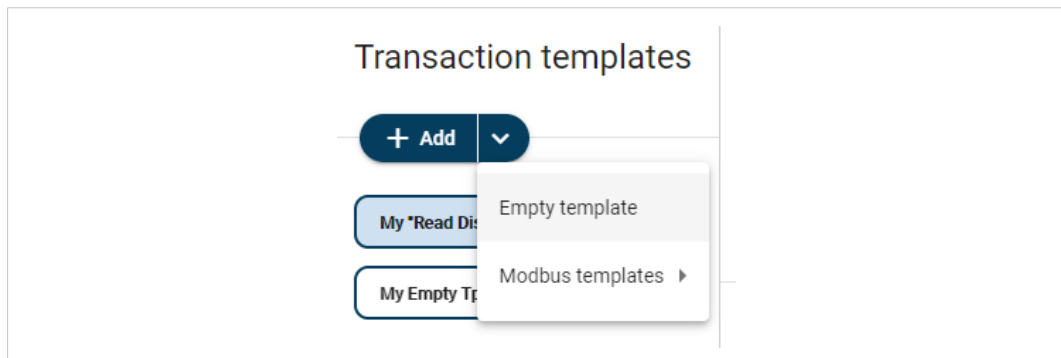 Transaction templates
+ Add
My "Read Dis
Empty template
Modbus templates
My Empty Tp